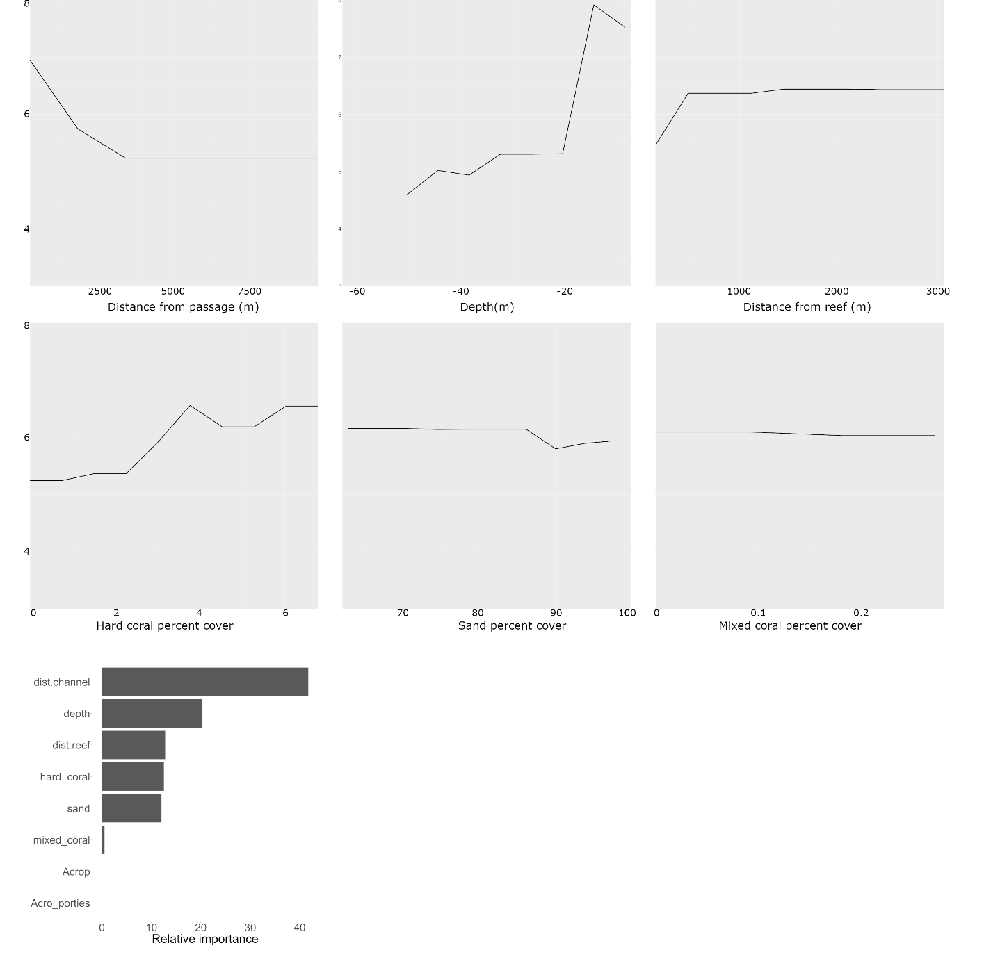 8
6
4
2500 5000 7500
Distance from passage (m)
8
7
6
5
4
3
-60 -40 -20
Depth(m)
1000 2000 3000
Distance from reef (m)
8
6
4
0 2 4 6
Hard coral percent cover
70 80 90 100
Sand percent cover
0 0.1 0.2
Mixed coral percent cover
dist.channel
depth
dist.reef
hard_coral
sand
mixed_coral
Acrop
Acro_porties
0 10 20 30 40
Relative importance